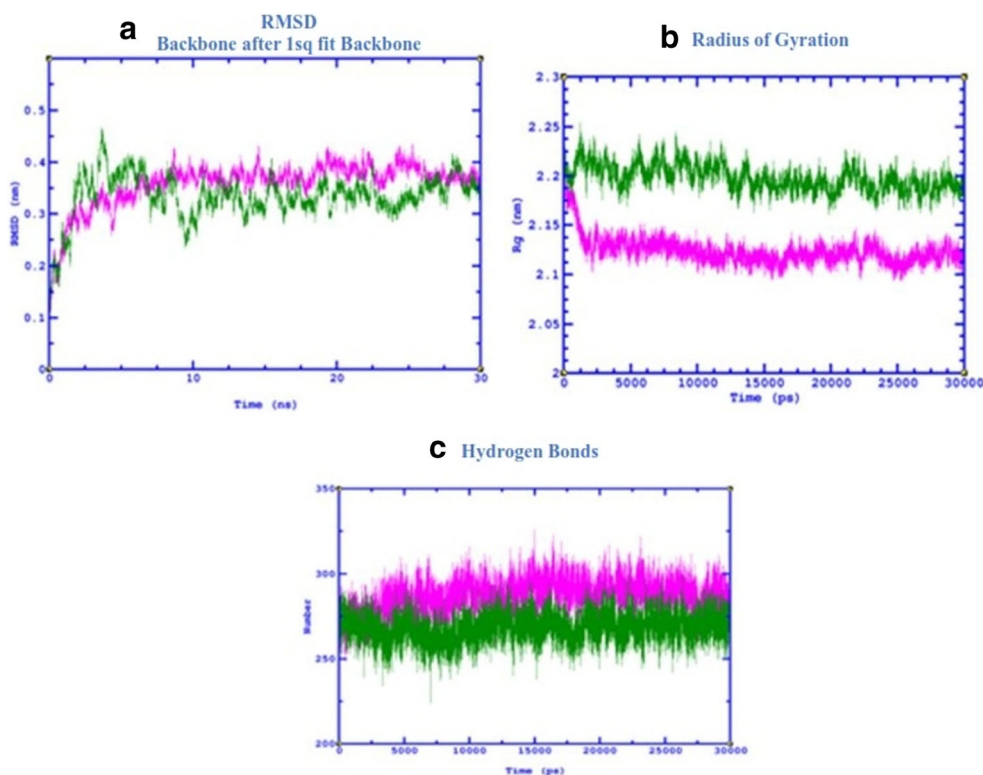 a
RMSD
Backbone after 1sq fit Backbone
0.5
0.4
0.3
0.2
0.1
0
RMSD (nm)
0 10 20 30
Time (ns)
b
Radius of Gyration
2.3
2.25
2.2
2.15
2.1
2.05
2
Rg (nm)
0 5000 10000 15000 20000 25000 30000
Time (ps)
c
Hydrogen Bonds
350
300
250
200
Number
0 5000 10000 15000 20000 25000 30000
Time (ps)